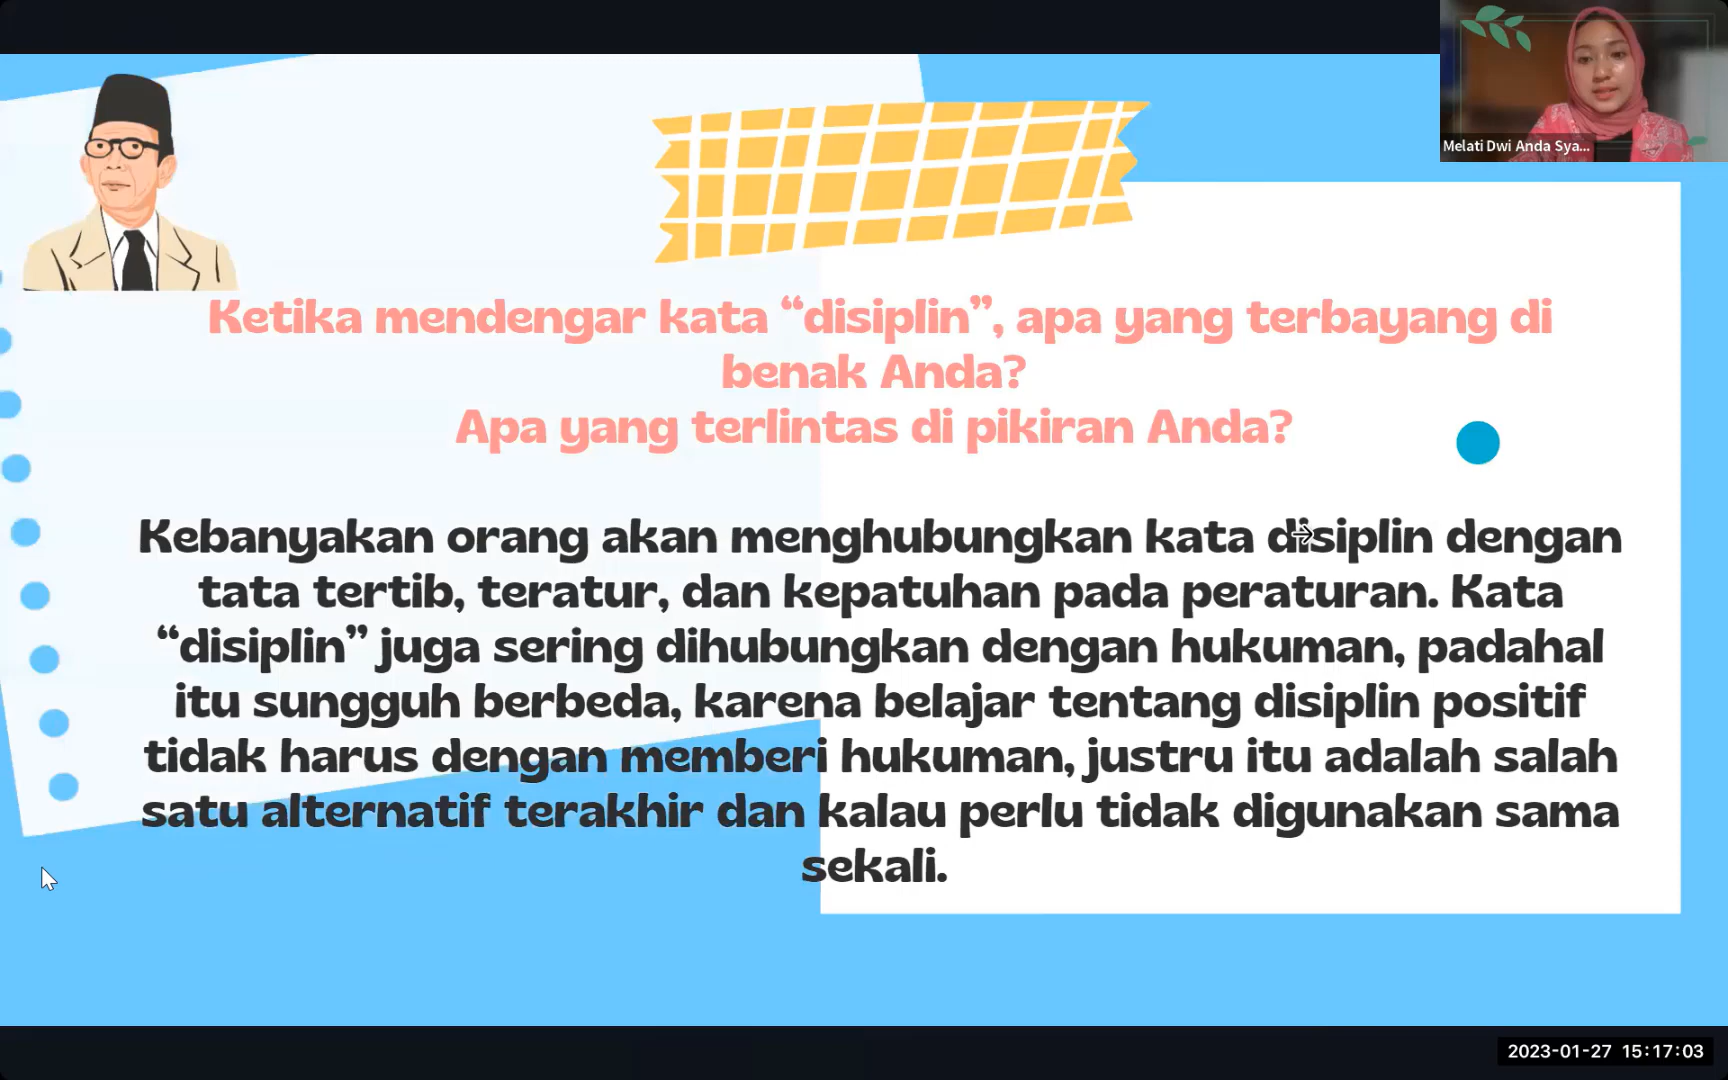 Melati Dwi Anda Sya...
Ketika mendengar kata “disiplin”, apa yang terbayang di
benak Anda?
Apa yang terlintas di pikiran Anda?
Kebanyakan orang akan menghubungkan kata disiplin dengan
tata tertib, teratur, dan kepatuhan pada peraturan. Kata
“disiplin” juga sering dihubungkan dengan hukuman, padahal
itu sungguh berbeda, karena belajar tentang disiplin positif
tidak harus dengan memberi hukuman, justru itu adalah salah
satu alternatif terakhir dan kalau perlu tidak digunakan sama
sekali.
2023-01-27 15:17:03